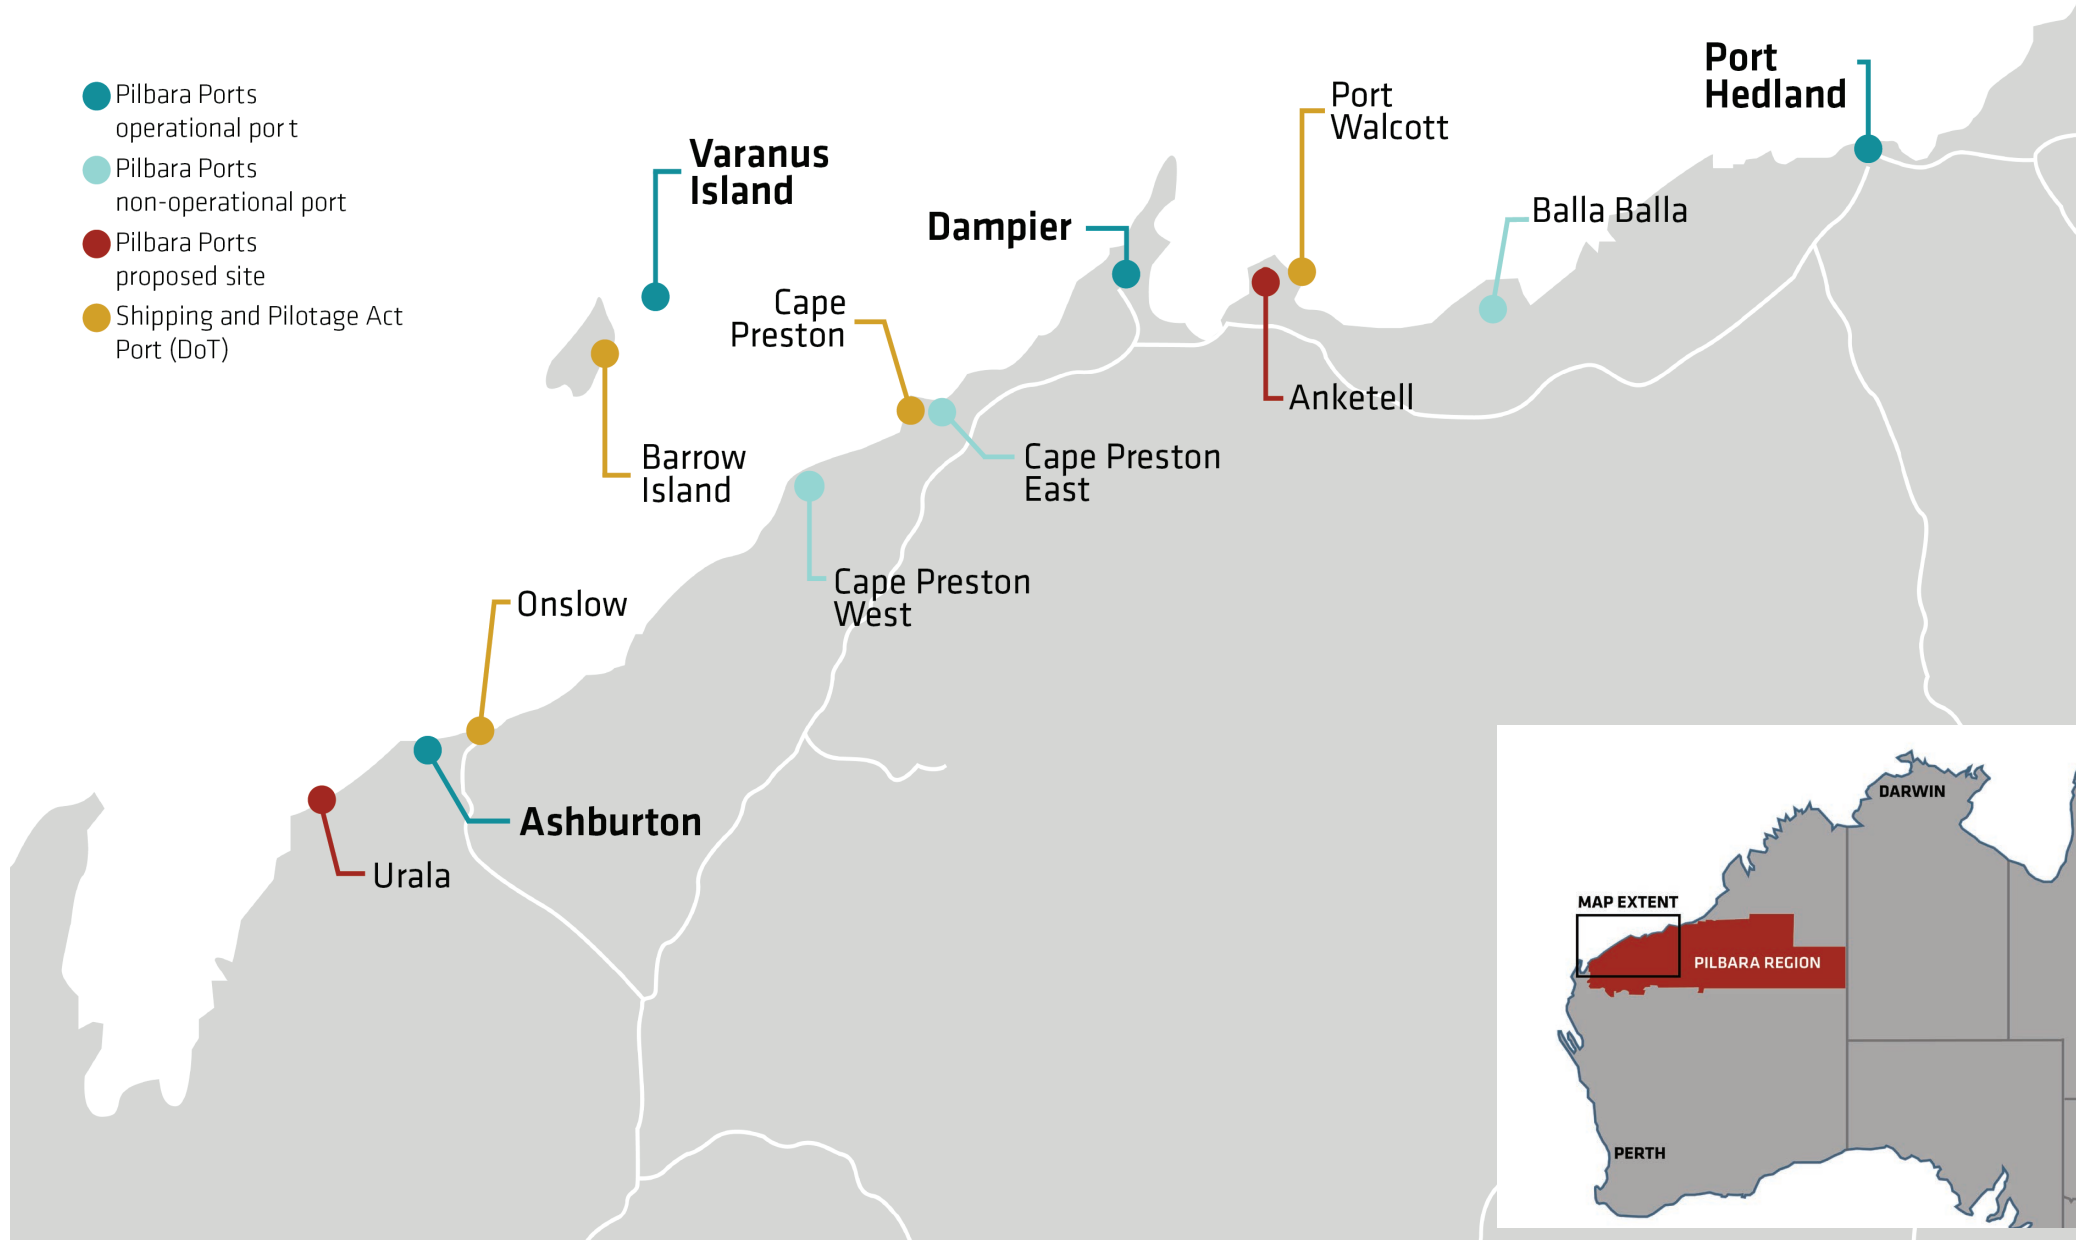 Pilbara Ports
operational port
Pilbara Ports
non-operational port
Pilbara Ports
proposed site
Shipping and Pilotage Act
Port (DoT)
Port
Hedland
Port
Walcott
Varanus
Island
Dampier
Balla Balla
Cape
Preston
Anketell
Barrow
Island
Cape Preston
East
Cape Preston
West
Onslow
Ashburton
Urala
DARWIN
MAP EXTENT
PILBARA REGION
PERTH